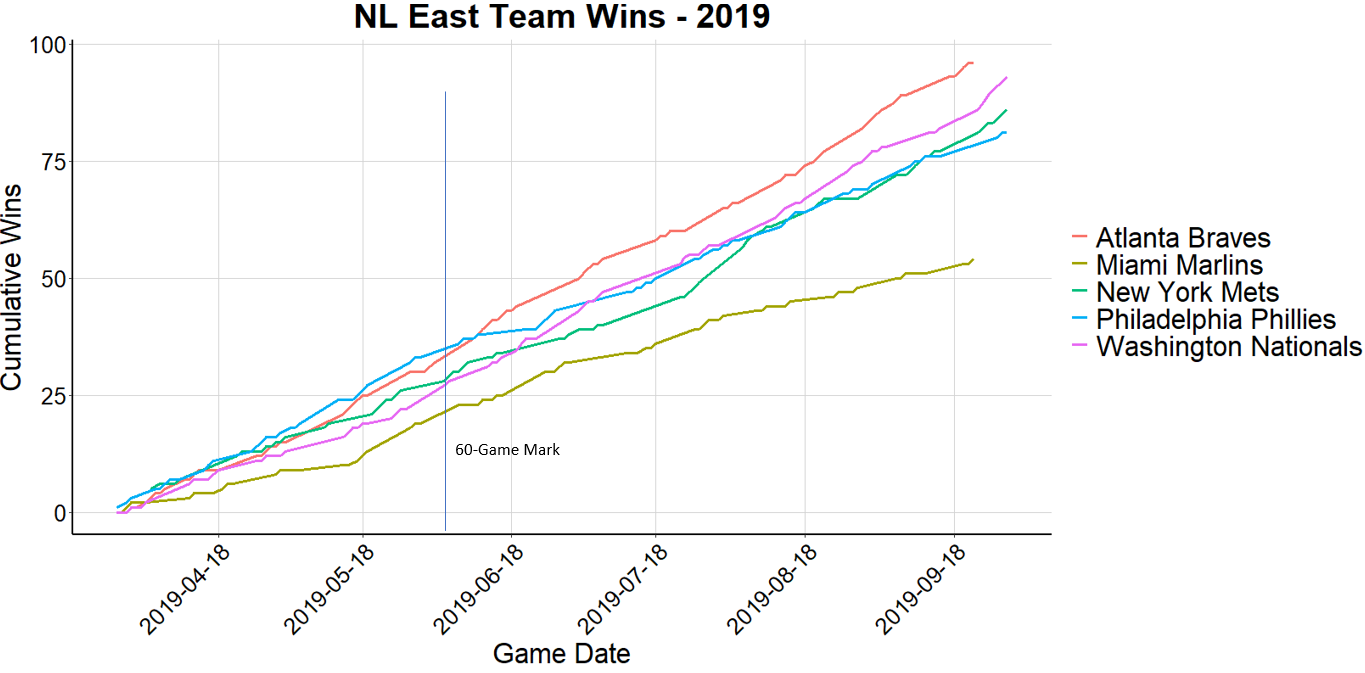 NL East Team Wins - 2019
Cumulative Wins
100
75
50
25
0
60-Game Mark
2019-04-18
2019-05-18
2019-06-18
2019-07-18
2019-08-18
2019-09-18
Game Date
Atlanta Braves
Miami Marlins
New York Mets
Philadelphia Phillies
Washington Nationals